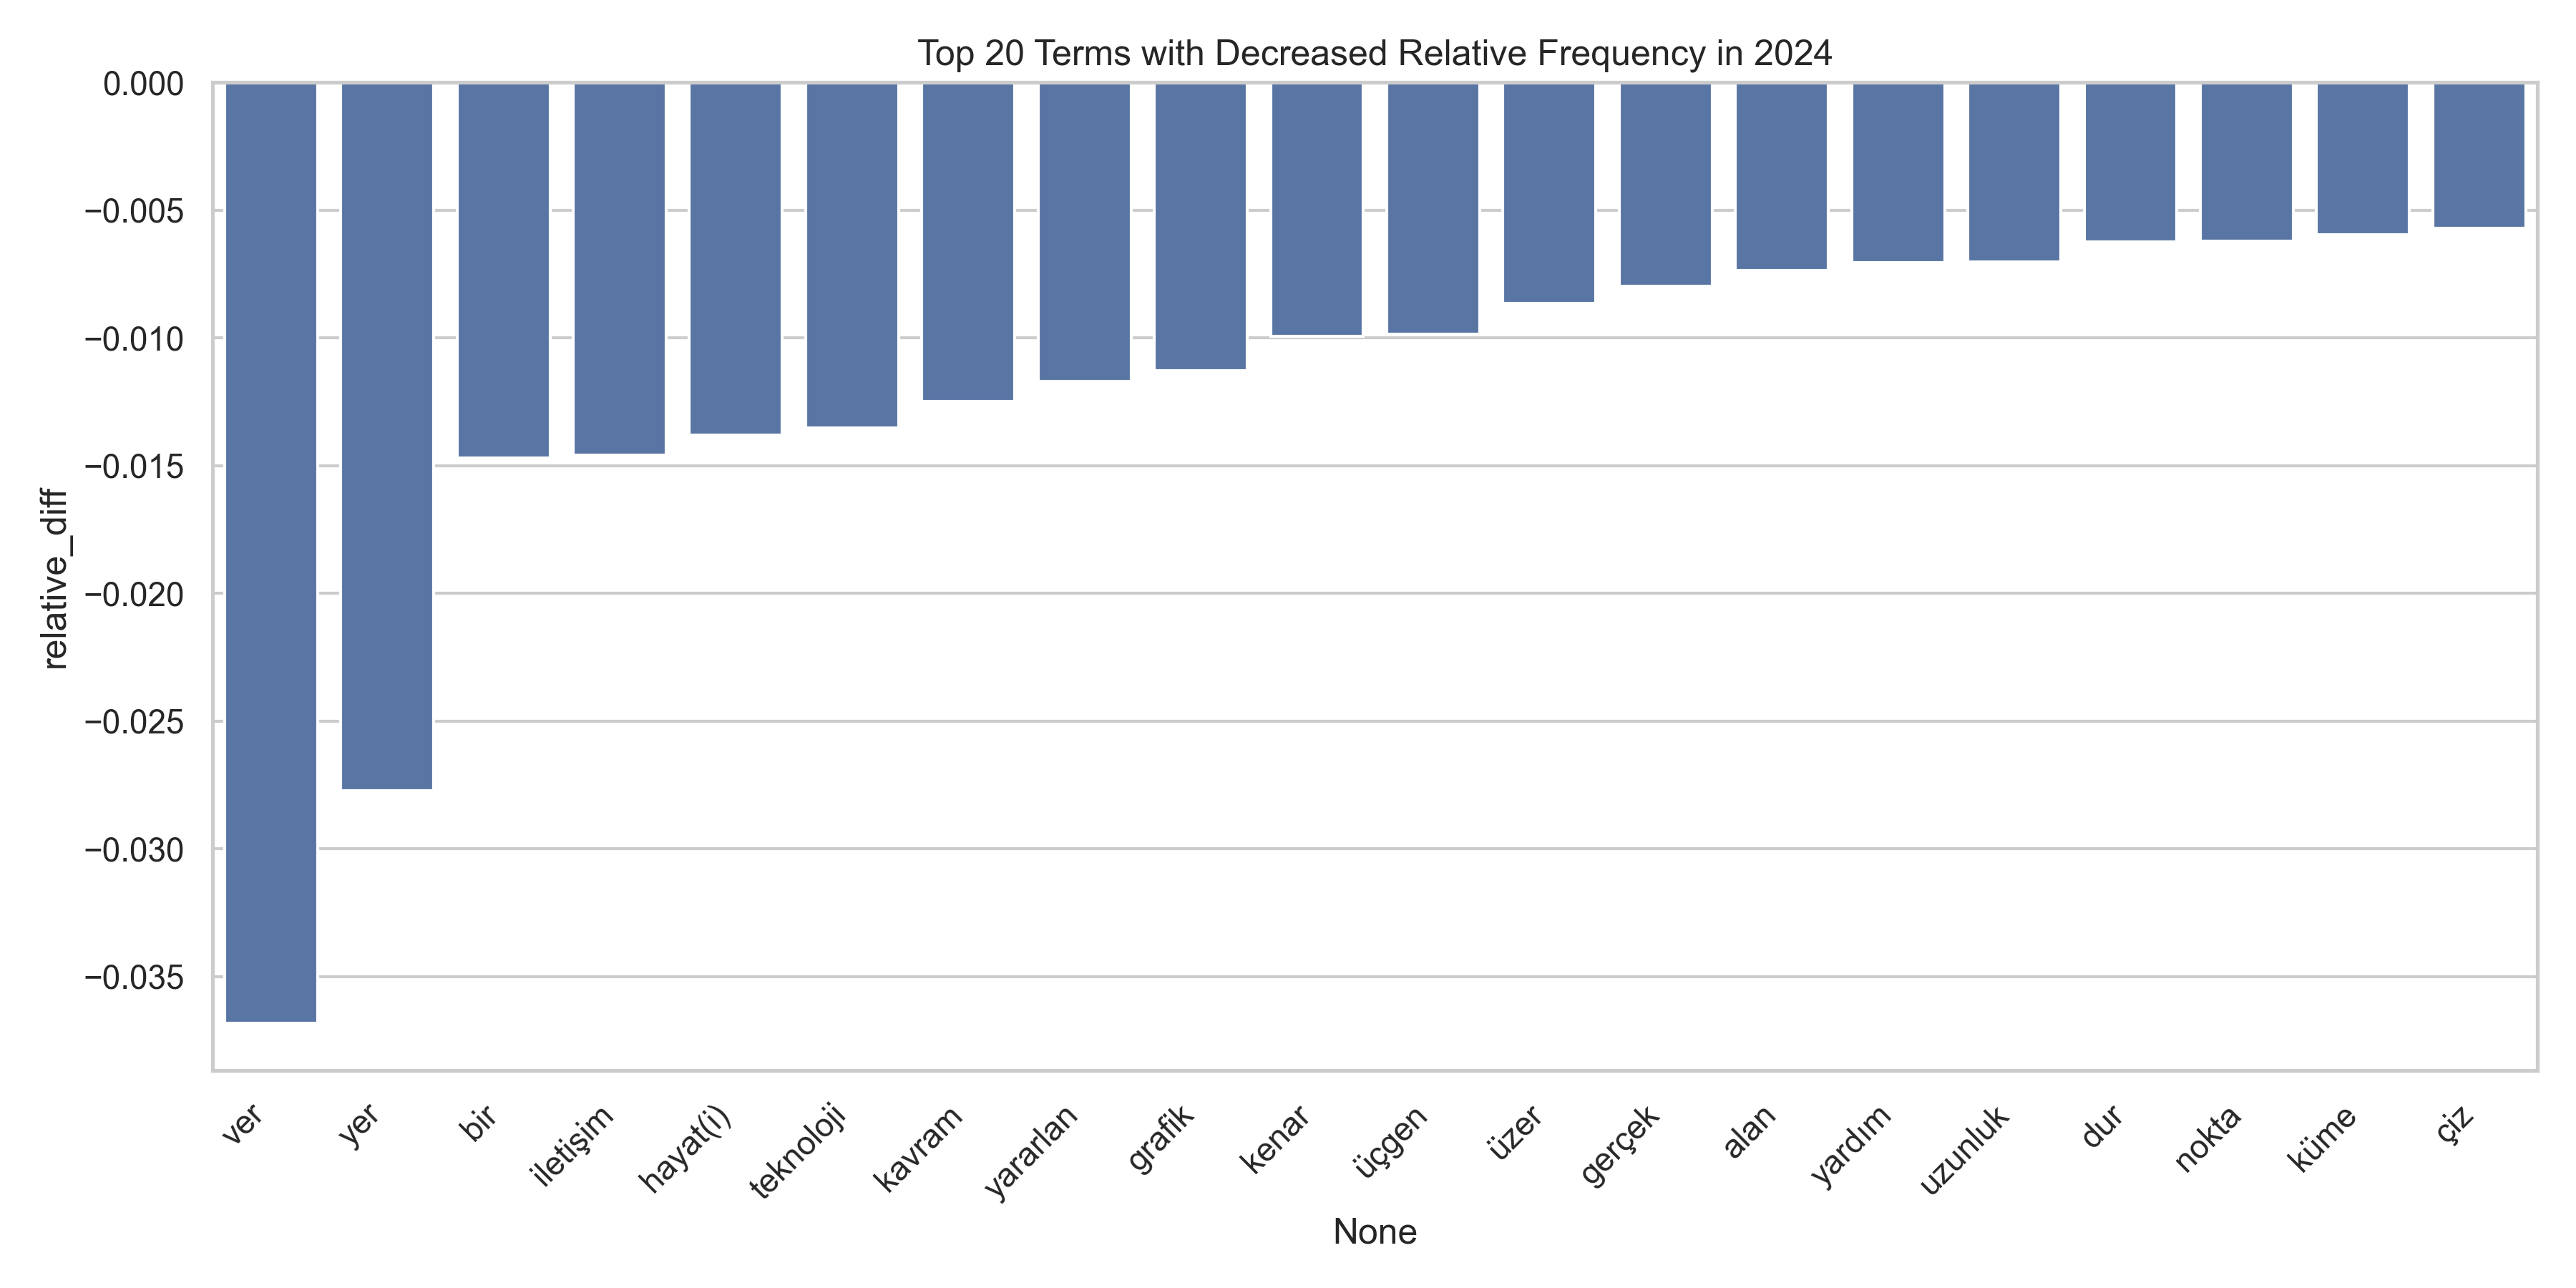 Top 20 Terms with Decreased Relative Frequency in 2024
0.000
−0.005
−0.010
−0.015
−0.020
−0.025
−0.030
−0.035
relative_diff
ver
yer
bir
iletişim
hayat(i)
teknoloji
kavram
yararlan
grafik
kenar
üçgen
üzer
gerçek
alan
yardım
uzunluk
dur
nokta
küme
çiz
None